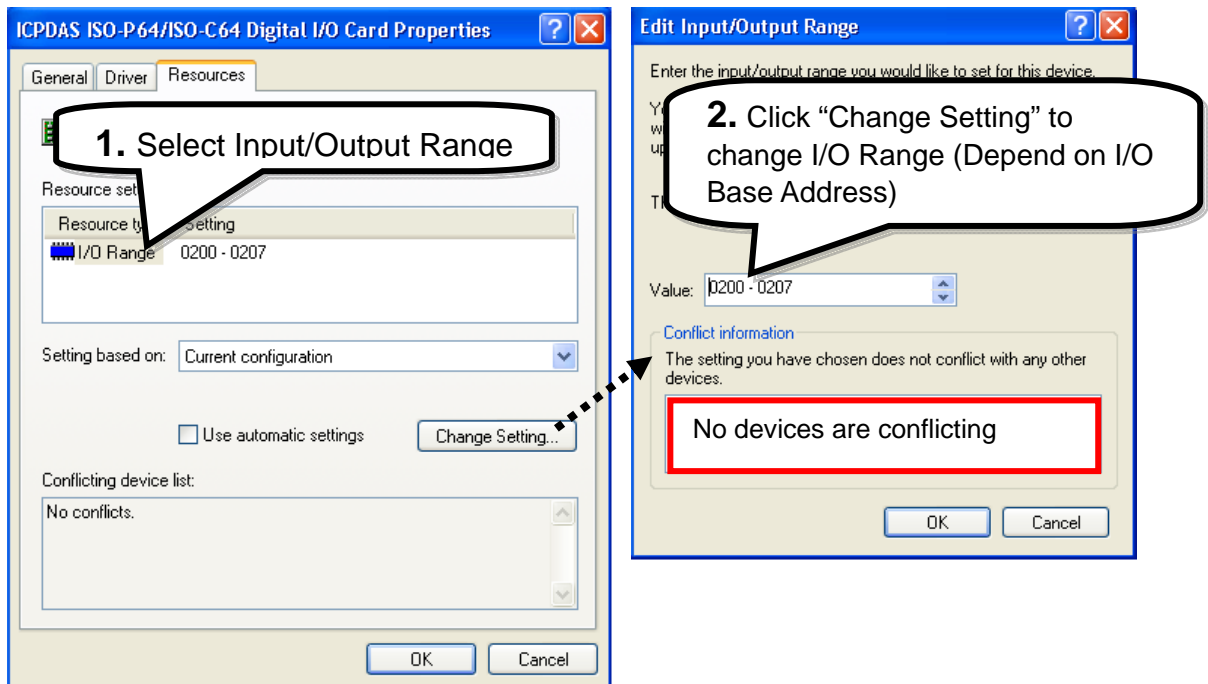 ICPDAS ISO-P64/ISO-C64 Digital I/O Card Properties
General Driver Resources
1. Select Input/Output Range
Resource set
Resource ty Setting
I/O Range 0200 - 0207
Setting based on: Current configuration
Use automatic settings
Change Setting...
Conflicting device list:
No conflicts.
OK Cancel
Edit Input/Output Range
Enter the input/output range you would like to set for this device.
2. Click “Change Setting” to
change I/O Range (Depend on I/O
Base Address)
Value: 0200 - 0207
Conflict information
The setting you have chosen does not conflict with any other
devices.
No devices are conflicting
OK Cancel